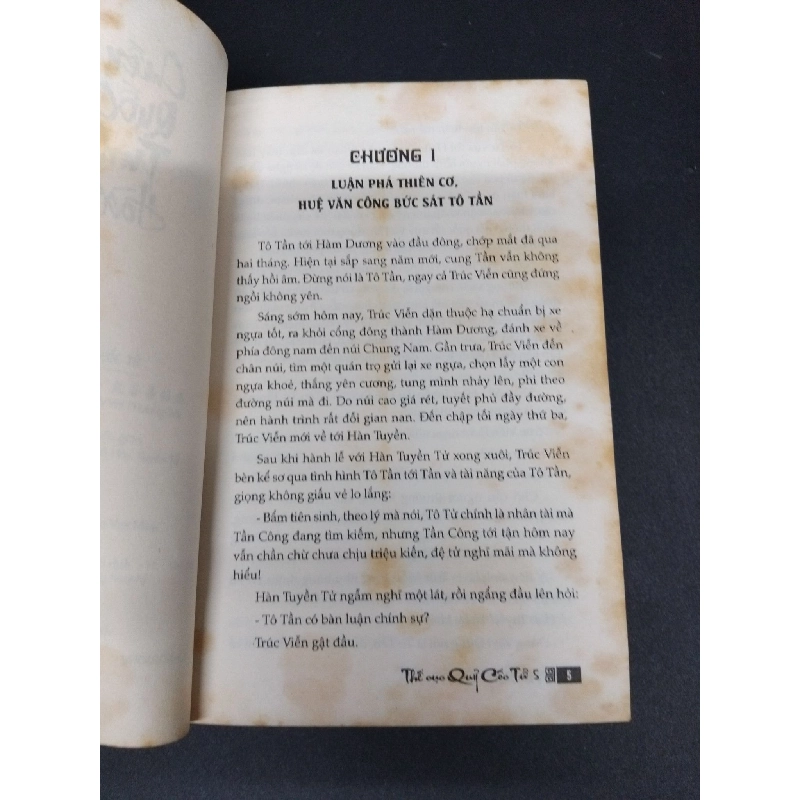 CHƯƠNG 1
LUẬN PHÁ THIÊN CƠ,
HUỆ VĂN CÔNG BỨC SÁT TÔ TẦN
Tô Tần tới Hàm Dương vào đầu đông, chớp mắt đã qua
hai tháng. Hiện tại sắp sang năm mới, cung Tần vẫn không
thấy hồi âm. Đừng nói là Tô Tần, ngay cả Trúc Viễn cũng đứng
ngồi không yên.
Sáng sớm hôm nay, Trúc Viễn dặn thuộc hạ chuẩn bị xe
ngựa tốt, ra khỏi cổng đông thành Hàm Dương, đánh xe về
phía đông nam đến núi Chung Nam. Gần trưa, Trúc Viễn đến
chân núi, tìm một quán trọ gửi lại xe ngựa, chọn lấy một con
ngựa khoẻ, thắng yên cương, tung mình nhảy lên, phi theo
đường núi mà đi. Do núi cao giá rét, tuyết phủ đầy đường,
nên hành trình rất đỗi gian nan. Đến chập tối ngày thứ ba,
Trúc Viễn mới về tới Hàn Tuyền.
Sau khi hành lễ với Hàn Tuyền Tử xong xuôi, Trúc Viễn
bèn kể sơ qua tình hình Tô Tần tới Tần và tài năng của Tô Tần,
giọng không giấu vẻ lo lắng:
- Bẩm tiên sinh, theo lý mà nói, Tô Tử chính là nhân tài mà
Tần Công đang tìm kiếm, nhưng Tần Công tới tận hôm nay
vẫn chần chừ chưa chịu triệu kiến, đệ tử nghĩ mãi mà không
hiểu!
Hàn Tuyền Tử ngẫm nghĩ một lát, rồi ngẩng đầu lên hỏi:
- Tô Tần có bàn luận chính sự?
Trúc Viễn gật đầu.
Thế cục Quỷ Cốc Tử 5 5